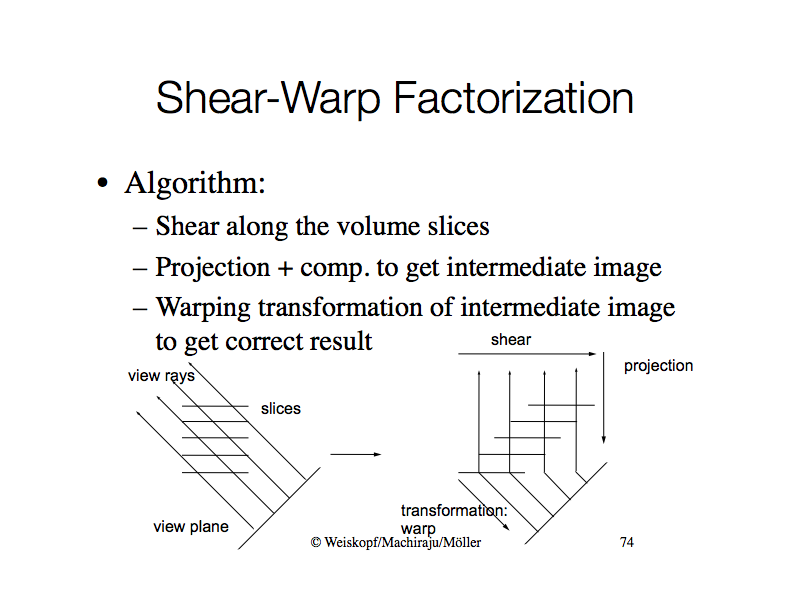 Shear-Warp Factorization
• Algorithm:
– Shear along the volume slices
– Projection + comp. to get intermediate image
– Warping transformation of intermediate image
to get correct result
shear
projection
view rays
slices
transformation:
warp
view plane
© Weiskopf/Machiraju/Möller
74